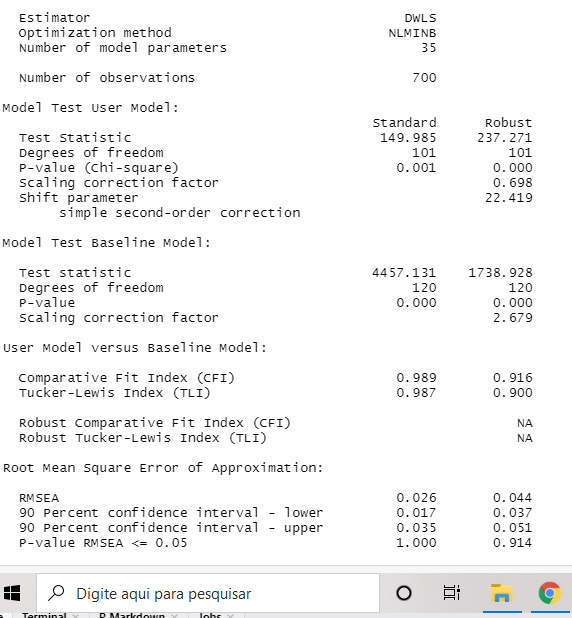 Estimator DWLS
Optimization method NLMINB
Number of model parameters 35
Number of observations 700
Model Test User Model:
Standard Robust
Test Statistic 149.985 237.271
Degrees of freedom 101 101
P-value (Chi-square) 0.001 0.000
Scaling correction factor 0.698
Shift parameter 22.419
simple second-order correction
Model Test Baseline Model:
Test statistic 4457.131 1738.928
Degrees of freedom 120 120
P-value 0.000 0.000
Scaling correction factor 2.679
User Model versus Baseline Model:
Comparative Fit Index (CFI) 0.989 0.916
Tucker-Lewis Index (TLI) 0.987 0.900
Robust Comparative Fit Index (CFI) NA
Robust Tucker-Lewis Index (TLI) NA
Root Mean Square Error of Approximation:
RMSEA 0.026 0.044
90 Percent confidence interval - lower 0.017 0.037
90 Percent confidence interval - upper 0.035 0.051
P-value RMSEA <= 0.05 1.000 0.914
Digite aqui para pesquisar
Terminal R Markdown Jobs